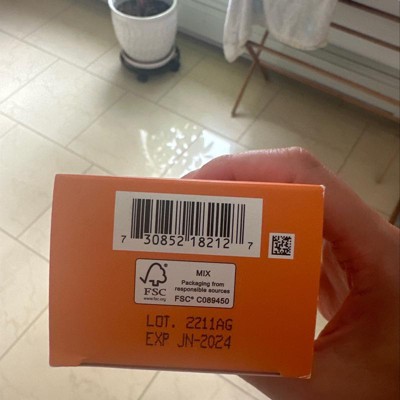 7 30852 18212 7
FSC
www.fsc.org
MIX
Packaging from
responsible sources
FSC® C089450
LOT. 2211AG
EXP JN-2024